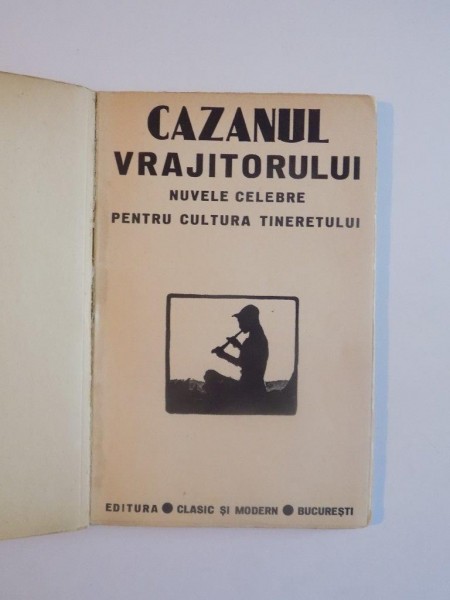 CAZANUL
VRAJITORULUI
NUVELE CELEBRE
PENTRU CULTURA TINERETULUI
EDITURA ● CLASIC ȘI MODERN ● BUCUREȘTI